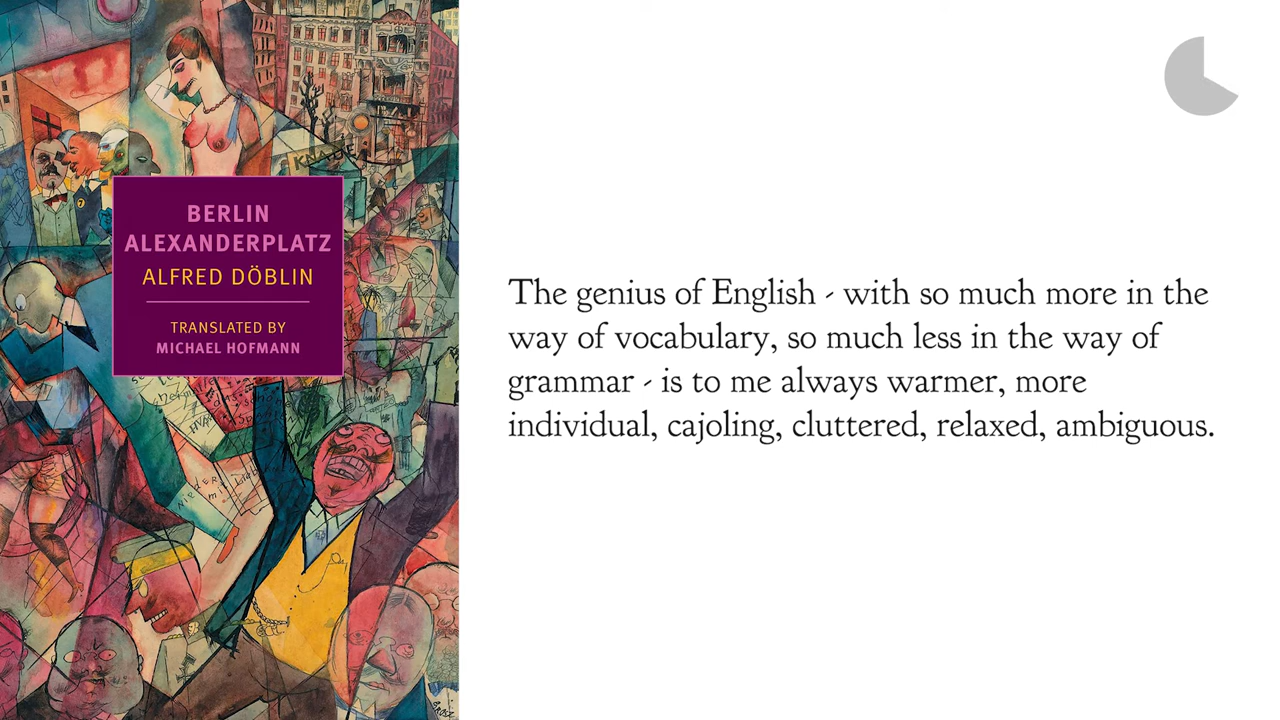 BERLIN
ALEXANDERPLATZ
ALFRED DÖBLIN
TRANSLATED BY
MICHAEL HOFMANN
The genius of English - with so much more in the
way of vocabulary, so much less in the way of
grammar - is to me always warmer, more
individual, cajoling, cluttered, relaxed, ambiguous.